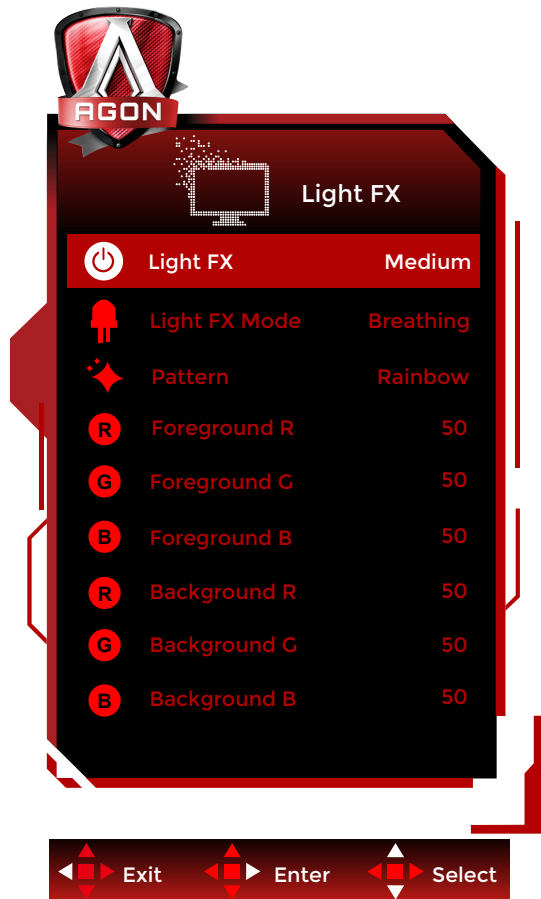 AGON
Light FX
Light FX Medium
Light FX Mode Breathing
Pattern Rainbow
R Foreground R 50
G Foreground G 50
B Foreground B 50
R Background R 50
G Background G 50
B Background B 50
Exit Enter Select